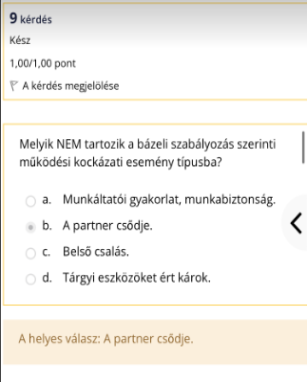 9 kérdés
Kész
1,00/1,00 pont
A kérdés megjelölése
Melyik NEM tartozik a bázeli szabályozás szerinti
működési kockázati esemény típusba?
a. Munkáltatói gyakorlat, munkabiztonság.
b. A partner csődje.
c. Belső csalás.
d. Tárgyi eszközöket ért károk.
A helyes válasz: A partner csődje.